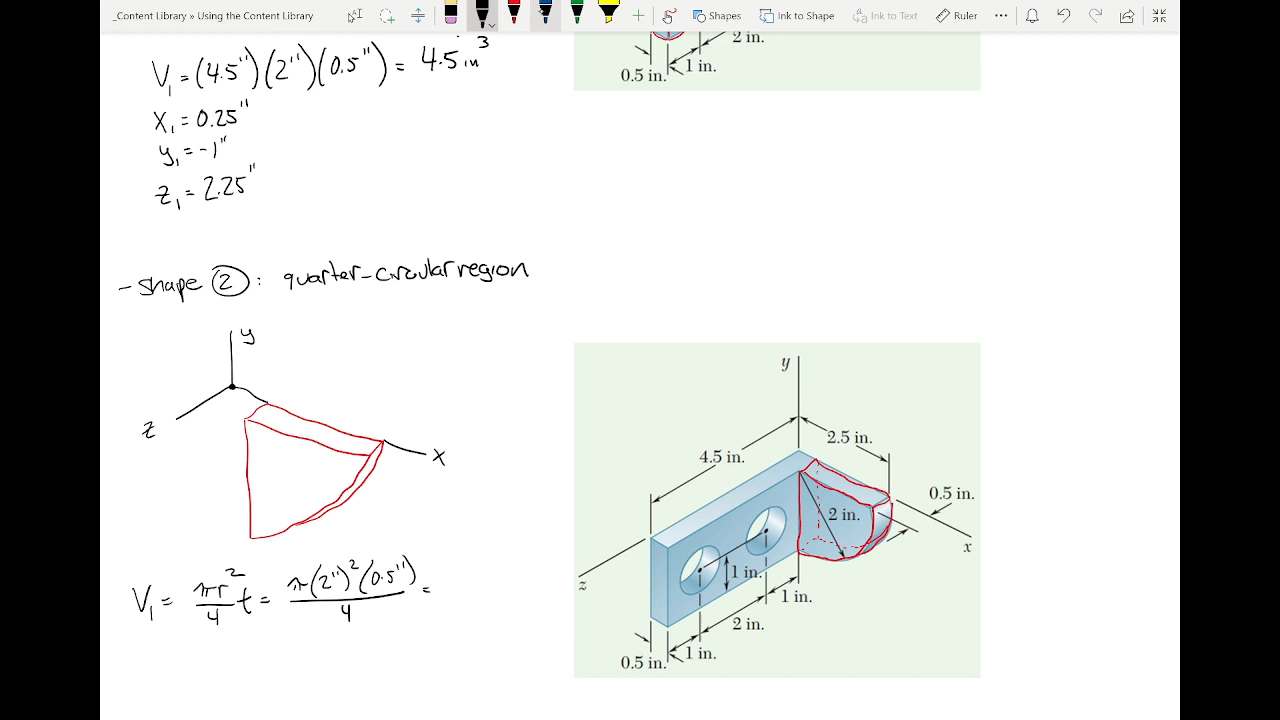 _Content Library » Using the Content Library
Shapes
Ink to Shape
Ink to Text
Ruler
V₁ = (4.5")(2")(0.5") = 4.5 in³
x₁ = 0.25"
y₁ = -1"
z₁ = 2.25"
2 in.
1 in.
0.5 in.
- Shape ②: quarter-circular region
y
z
x
V₁ = πr²/4 t = π(2")²(0.5")/4 =
y
2.5 in.
4.5 in.
0.5 in.
2 in.
x
z
1 in.
1 in.
2 in.
1 in.
0.5 in.